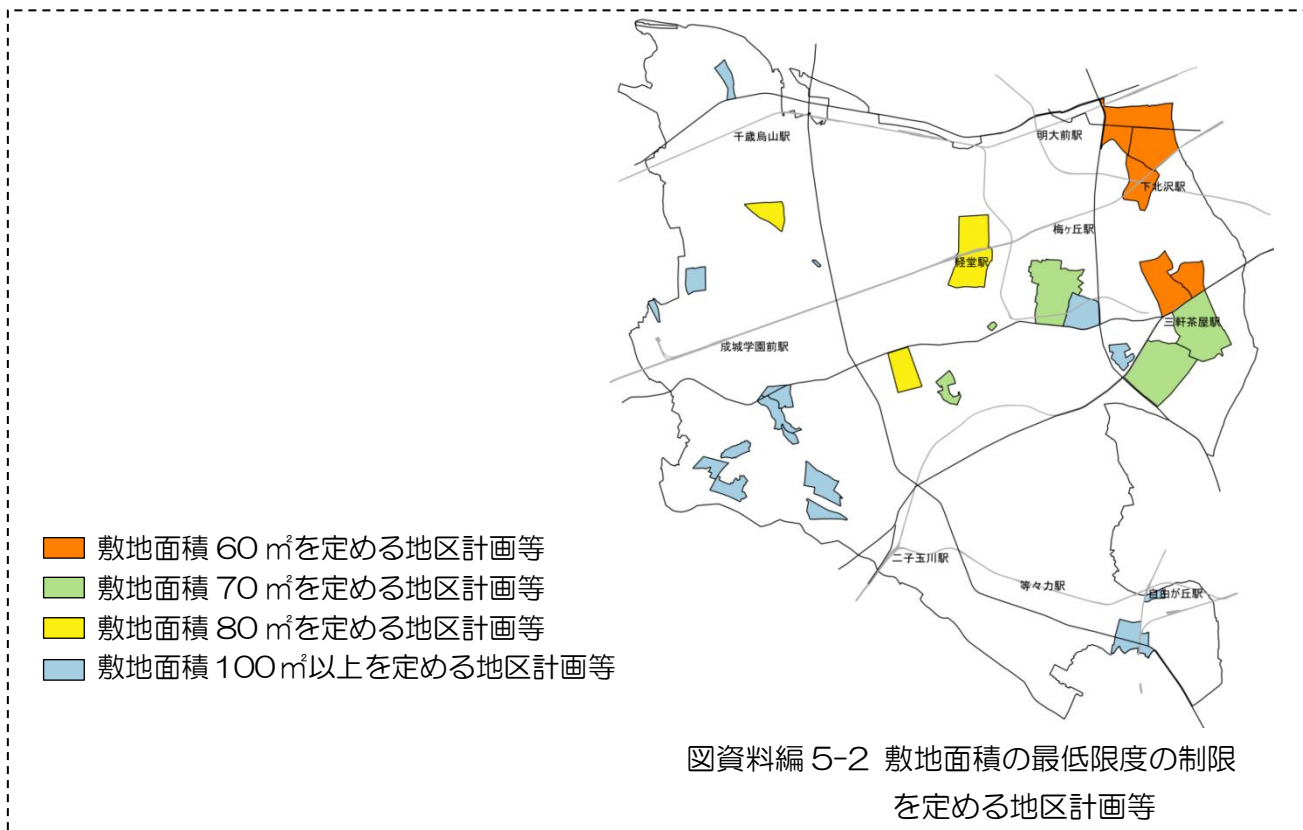 千歳烏山駅
明大前駅
下北沢駅
梅ヶ丘駅
経堂駅
三軒茶屋駅
成城学園前駅
二子玉川駅
等々力駅
自由が丘駅
敷地面積60㎡を定める地区計画等
敷地面積70㎡を定める地区計画等
敷地面積80㎡を定める地区計画等
敷地面積100㎡以上を定める地区計画等
図資料編5-2 敷地面積の最低限度の制限
を定める地区計画等